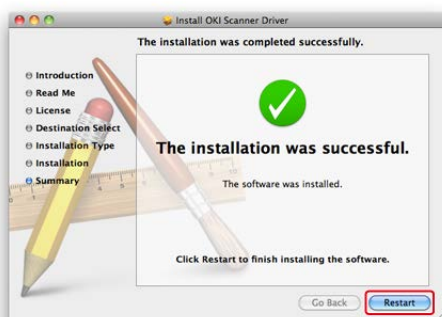 Install OKI Scanner Driver
The installation was completed successfully.
Introduction
Read Me
License
Destination Select
Installation Type
Installation
Summary
The installation was successful.
The software was installed.
Click Restart to finish installing the software.
Go Back
Restart